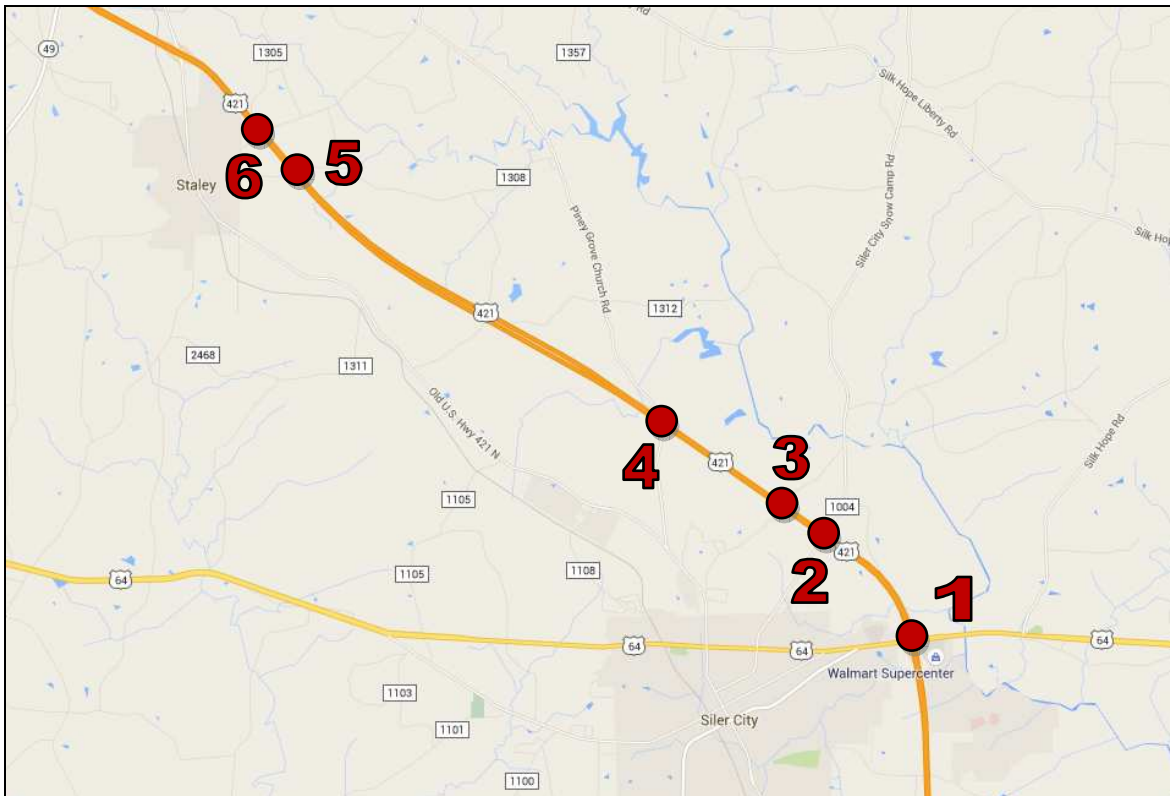 Rd
49
1305
1357
Silk Hope Liberty Rd
421
6
5
Staley
1308
Siler City Snow Camp Rd
Piney Grove Church Rd
Silk Ho
421
1312
2468
1311
Old U.S. Hwy 421 N
4
421
3
Silk Hope Rd
1105
1004
2
421
1
64
1105
1108
64
64
64
Walmart Supercenter
1103
Siler City
1101
1100